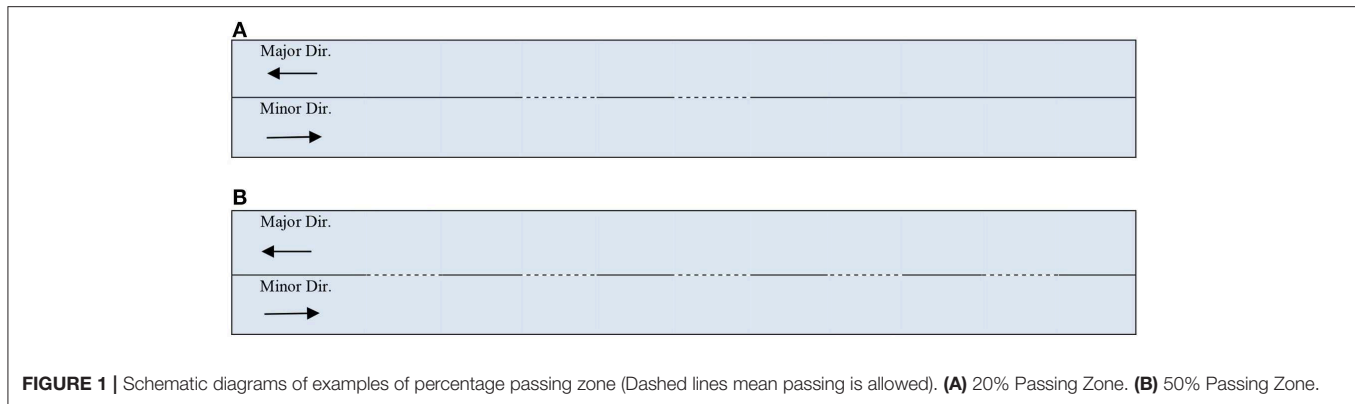 A
Major Dir.
Minor Dir.
B
Major Dir.
Minor Dir.
FIGURE 1 | Schematic diagrams of examples of percentage passing zone (Dashed lines mean passing is allowed). (A) 20% Passing Zone. (B) 50% Passing Zone.